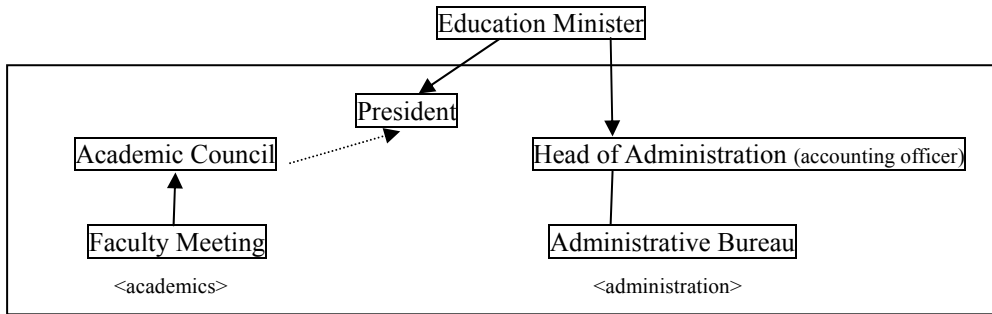 Education Minister
President
Academic Council
Head of Administration (accounting officer)
Faculty Meeting
Administrative Bureau
<academics>
<administration>